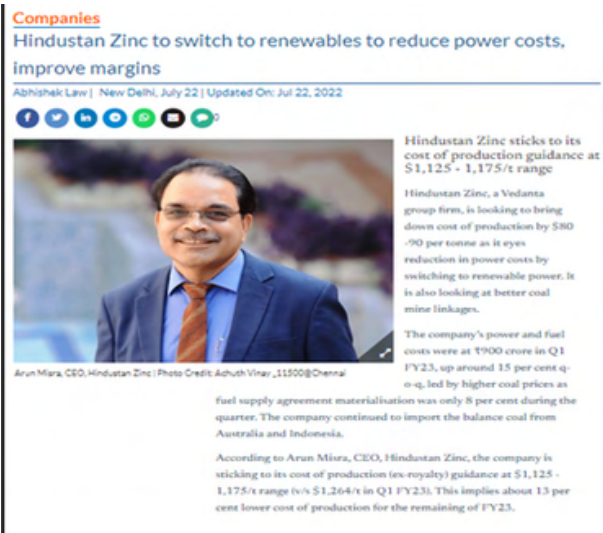 Companies
Hindustan Zinc to switch to renewables to reduce power costs,
improve margins
Abhishek Law | New Delhi, July 22 | Updated On: Jul 22, 2022
0
Hindustan Zinc sticks to its
cost of production guidance at
$1,125 - 1,175/t range
Hindustan Zinc, a Vedanta
group firm, is looking to bring
down cost of production by $80
-90 per tonne as it eyes
reduction in power costs by
switching to renewable power. It
is also looking at better coal
mine linkages.
The company's power and fuel
costs were at ₹900 crore in Q1
FY23, up around 15 per cent q-
o-q, led by higher coal prices as
Arun Misra, CEO, Hindustan Zinc | Photo Credit: Achuth Vinay _11500@Chennai
fuel supply agreement materialisation was only 8 per cent during the
quarter. The company continued to import the balance coal from
Australia and Indonesia.
According to Arun Misra, CEO, Hindustan Zinc, the company is
sticking to its cost of production (ex-royalty) guidance at $1,125 -
1,175/t range (v/s $1,264/t in Q1 FY23). This implies about 13 per
cent lower cost of production for the remaining of FY23.